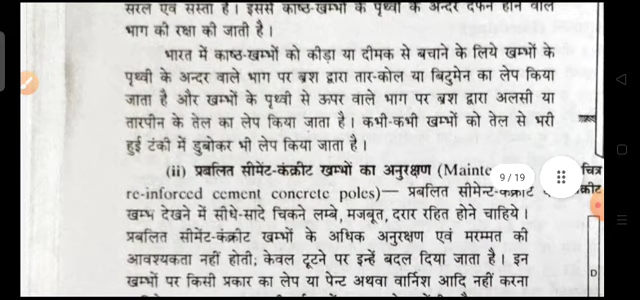 सरल एवं सस्ता है। इससे काष्ठ-खम्भों के पृथ्वी के अन्दर दफन होने वाले
भाग की रक्षा की जाती है।
भारत में काष्ठ-खम्भों को कीड़ा या दीमक से बचाने के लिये खम्भों के
पृथ्वी के अन्दर वाले भाग पर ब्रश द्वारा तार-कोल या बिटुमेन का लेप किया
जाता है और खम्भों के पृथ्वी से ऊपर वाले भाग पर ब्रश द्वारा अलसी या
तारपीन के तेल का लेप किया जाता है। कभी-कभी खम्भों को तेल से भरी
हुई टंकी में डुबोकर भी लेप किया जाता है।
(ii) प्रबलित सीमेंट-कंक्रीट खम्भों का अनुरक्षण (Mainte
9/19
चित्र
re-inforced cement concrete poles)— प्रबलित सीमेन्ट-कंक्रीट
क्रीट
खम्भ देखने में सीधे-सादे चिकने लम्बे, मजबूत, दरार रहित होने चाहिये।
प्रबलित सीमेंट-कंक्रीट खम्भों के अधिक अनुरक्षण एवं मरम्मत की
आवश्यकता नहीं होती; केवल टूटने पर इन्हें बदल दिया जाता है। इन
D
खम्भों पर किसी प्रकार का लेप या पेन्ट अथवा वार्निश आदि नहीं करना